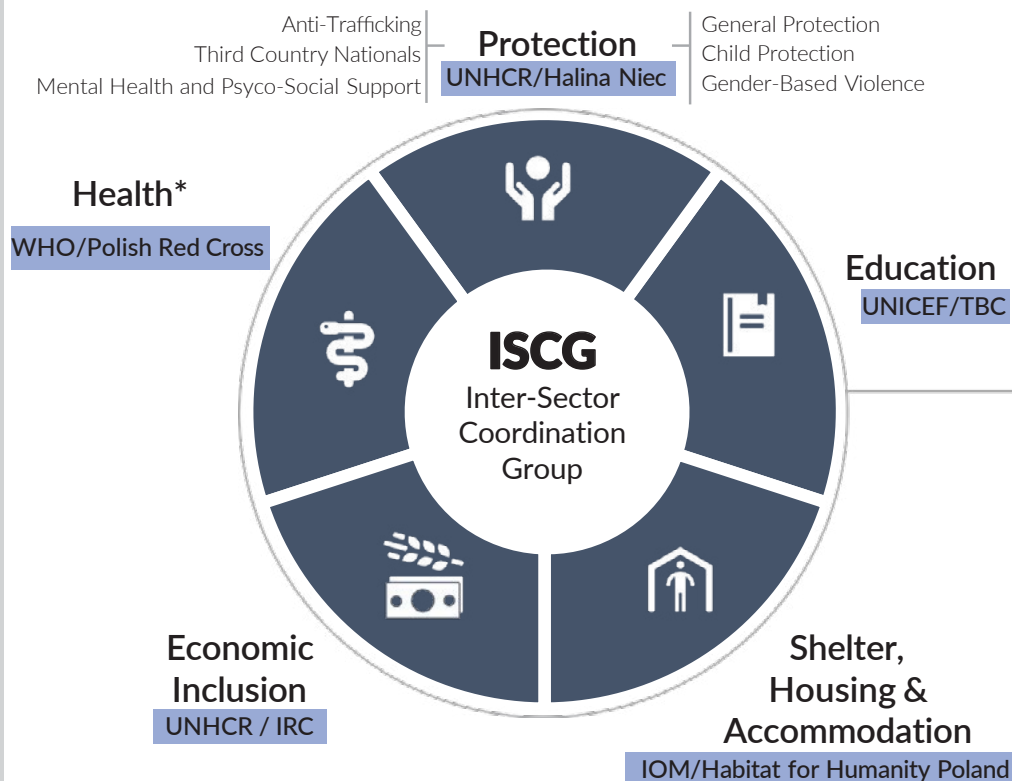 Anti-Trafficking
Third Country Nationals
Mental Health and Psyco-Social Support
Protection
UNHCR/Halina Niec
General Protection
Child Protection
Gender-Based Violence
Health*
WHO/Polish Red Cross
Education
UNICEF/TBC
ISCG
Inter-Sector
Coordination
Group
Economic
Inclusion
UNHCR / IRC
Shelter,
Housing &
Accommodation
IOM/Habitat for Humanity Poland